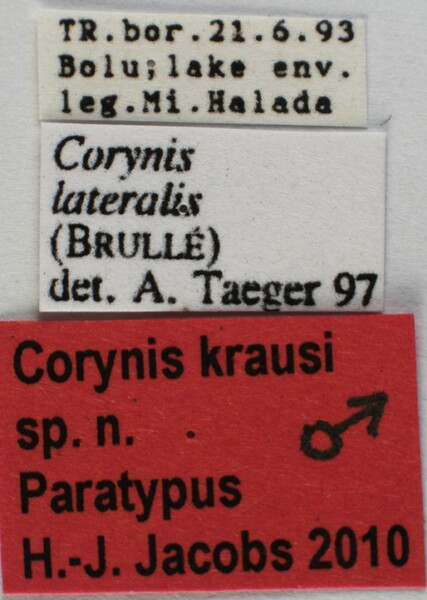 TR.bor.21.6.93
Bolu;lake env.
leg.Mi.Halada
Corynis
lateralis
(BRULLÉ)
det. A. Taeger 97
Corynis krausi
sp. n. ♂
Paratypus
H.-J. Jacobs 2010